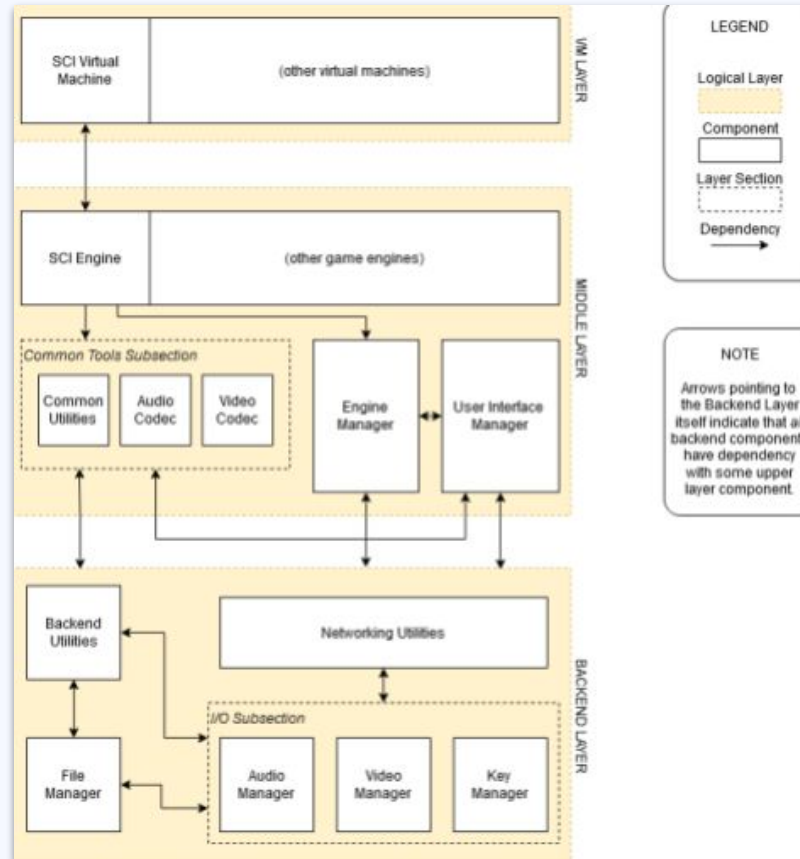 SCI Virtual
Machine
(other virtual machines)
VM LAYER
SCI Engine
(other game engines)
MIDDLE LAYER
Common Tools Subsection
Common
Utilities
Audio
Codec
Video
Codec
Engine
Manager
User Interface
Manager
Backend
Utilities
Networking Utilities
BACKEND LAYER
I/O Subsection
File
Manager
Audio
Manager
Video
Manager
Key
Manager
LEGEND
Logical Layer
Component
Layer Section
Dependency
NOTE
Arrows pointing to
the Backend Layer
itself indicate that
backend component
have dependency
with some upper
layer component.